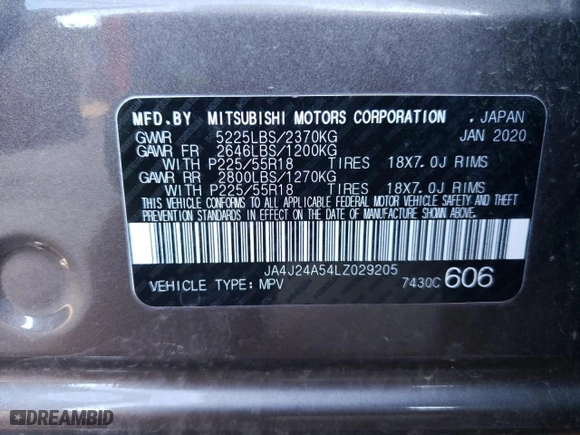 MFD.BY MITSUBISHI MOTORS CORPORATION . JAPAN
GVWR 5225LBS/2370KG JAN 2020
GAWR FR 2646LBS/1200KG
WITH P225/55R18 TIRES 18X7.0J RIMS
GAWR RR 2800LBS/1270KG
WITH P225/55R18 TIRES 18X7.0J RIMS
THIS VEHICLE CONFORMS TO ALL APPLICABLE FEDERAL MOTOR VEHICLE SAFETY AND THEFT
PREVENTION STANDARDS IN EFFECT ON THE DATE OF MANUFACTURE SHOWN ABOVE.
JA4J24A54LZ029205
VEHICLE TYPE: MPV 7430C 606
DREAMBID